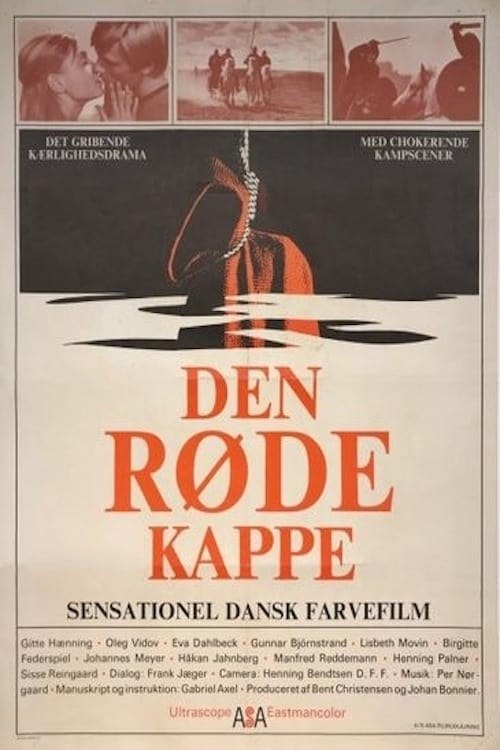 DET GRIBENDE
KÆRLIGHEDSDRAMA
MED CHOKERENDE
KAMPSCENER
DEN
RØDE
KAPPE
SENSATIONEL DANSK FARVEFILM
Gitte Hænning · Oleg Vidov · Eva Dahlbeck · Gunnar Björnstrand · Lisbeth Movin · Birgitte
Federspiel · Johannes Meyer · Håkan Jahnberg · Manfred Reddemann · Henning Palner ·
Sisse Reingaard · Dialog: Frank Jæger · Camera: Henning Bendtsen D. F. F. · Musik: Per Nør-
gaard · Manuskript og instruktion: Gabriel Axel · Produceret af Bent Christensen og Johan Bonnier.
Ultrascope ASA Eastmancolor
A/S ASA FILMUDLEJNING